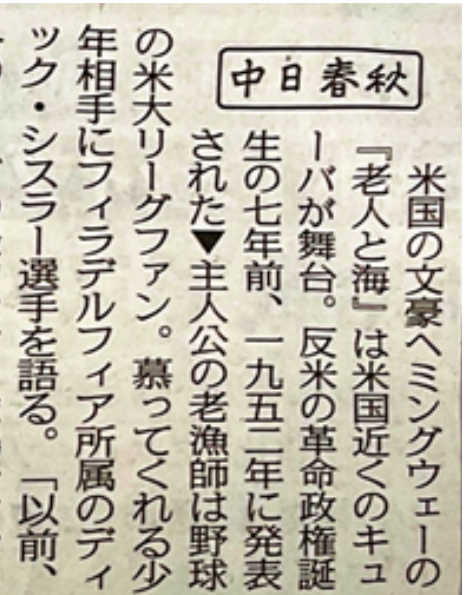 中日春秋
米国の文豪ヘミングウェーの
『老人と海』は米国近くのキュ
ーバが舞台。反米の革命政権誕
生の七年前、一九五二年に発表
された▼主人公の老漁師は野球
の米大リーグファン。慕ってくれる少
年相手にフィラデルフィア所属のディ
ック・シスラー選手を語る。「以前、